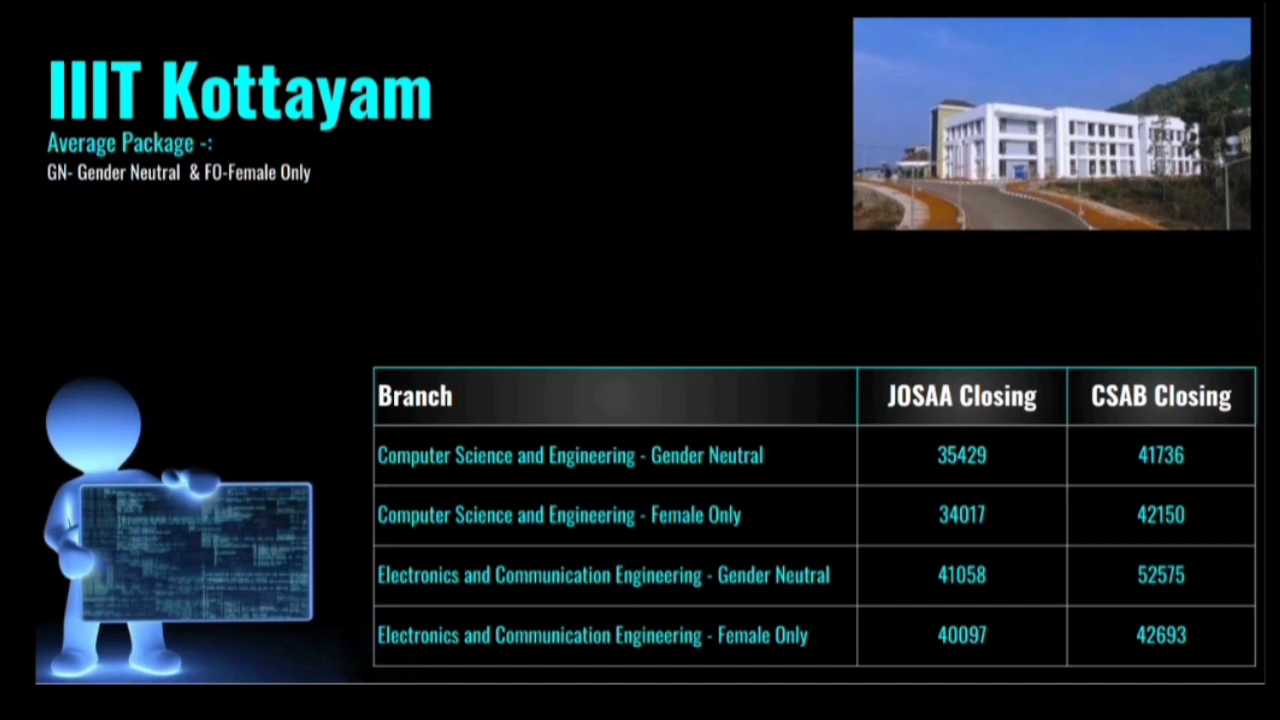 IIIT Kottayam
Average Package -:
GN- Gender Neutral & FO-Female Only
Branch JOSAA Closing CSAB Closing
Computer Science and Engineering - Gender Neutral 35429 41736
Computer Science and Engineering - Female Only 34017 42150
Electronics and Communication Engineering - Gender Neutral 41058 52575
Electronics and Communication Engineering - Female Only 40097 42693